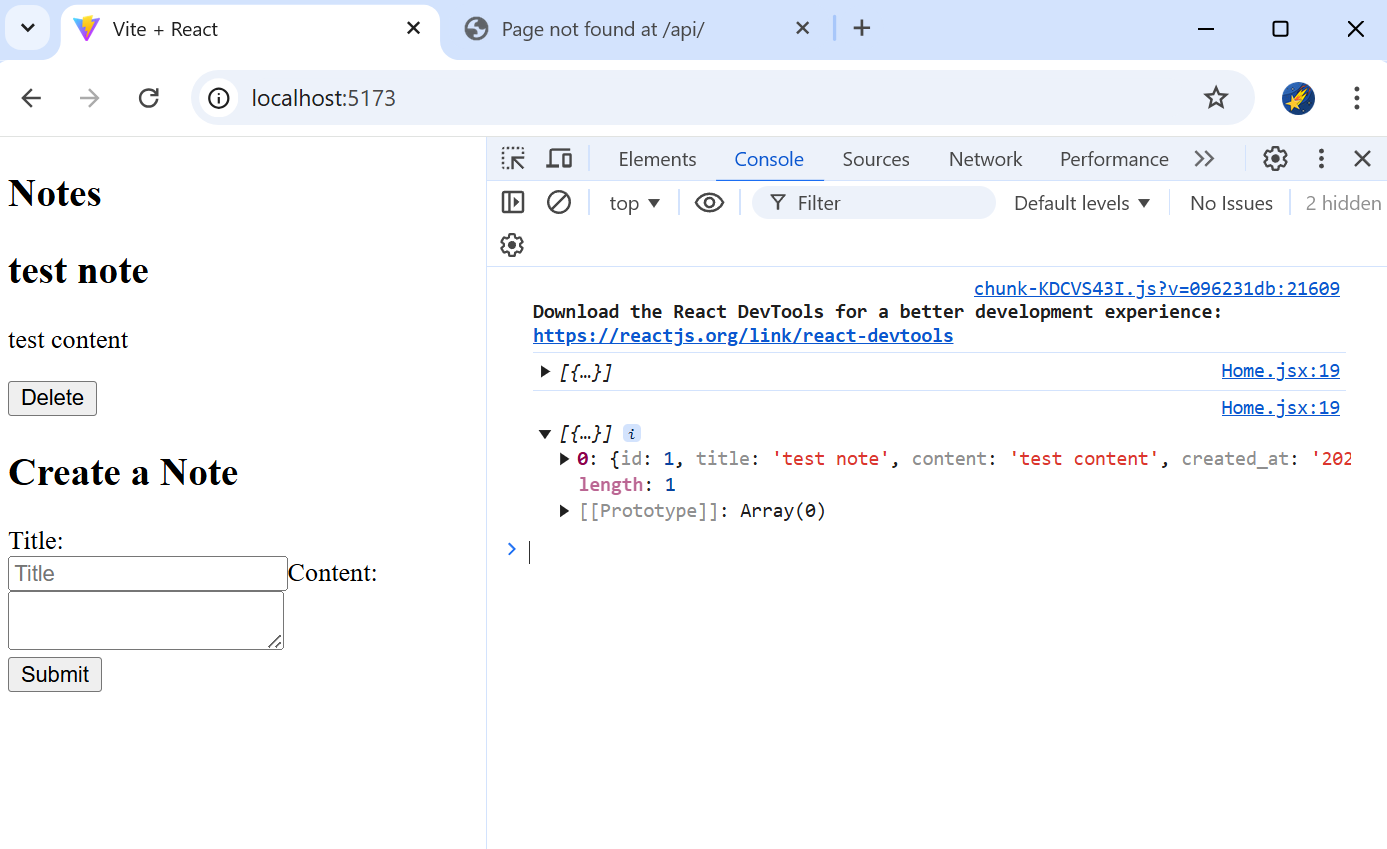 Vite + React
Page not found at /api/
localhost:5173
Notes
test note
test content
Delete
Create a Note
Title:
Title
Content:
Submit
Elements Console Sources Network Performance
top Filter Default levels No Issues 2 hidden
chunk-KDCVS43I.js?v=096231db:21609
Download the React DevTools for a better development experience:
https://reactjs.org/link/react-devtools
[{…}] Home.jsx:19
Home.jsx:19
[{…}] i
0: {id: 1, title: 'test note', content: 'test content', created_at: '202
length: 1
[[Prototype]]: Array(0)